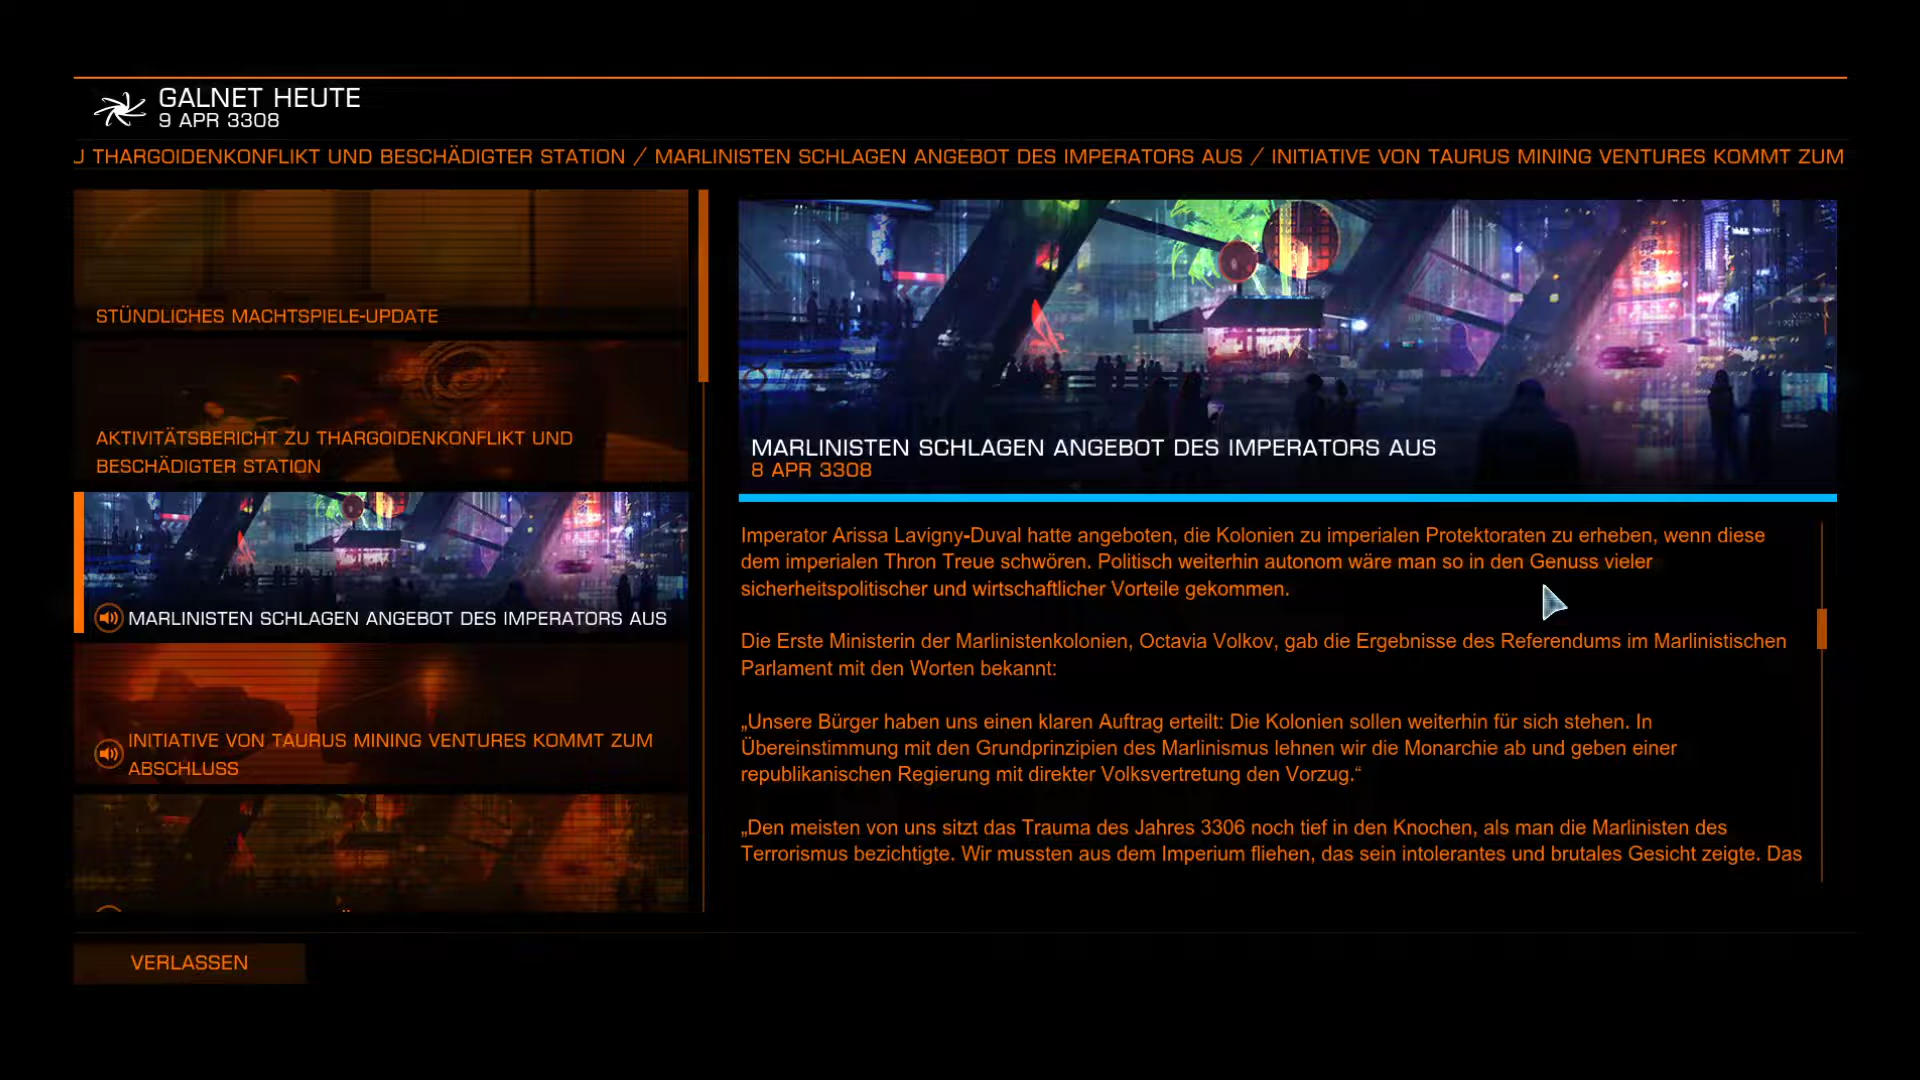 GALNET HEUTE
9 APR 3308
THARGOIDENKONFLIKT UND BESCHÄDIGTER STATION / MARLINISTEN SCHLAGEN ANGEBOT DES IMPERATORS AUS / INITIATIVE VON TAURUS MINING VENTURES KOMMT ZUM
STÜNDLICHES MACHTSPIELE-UPDATE
AKTIVITÄTSBERICHT ZU THARGOIDENKONFLIKT UND
BESCHÄDIGTER STATION
MARLINISTEN SCHLAGEN ANGEBOT DES IMPERATORS AUS
INITIATIVE VON TAURUS MINING VENTURES KOMMT ZUM
ABSCHLUSS
MARLINISTEN SCHLAGEN ANGEBOT DES IMPERATORS AUS
8 APR 3308
Imperator Arissa Lavigny-Duval hatte angeboten, die Kolonien zu imperialen Protektoraten zu erheben, wenn diese
dem imperialen Thron Treue schwören. Politisch weiterhin autonom wäre man so in den Genuss vieler
sicherheitspolitischer und wirtschaftlicher Vorteile gekommen.
Die Erste Ministerin der Marlinistenkolonien, Octavia Volkov, gab die Ergebnisse des Referendums im Marlinistischen
Parlament mit den Worten bekannt:
„Unsere Bürger haben uns einen klaren Auftrag erteilt: Die Kolonien sollen weiterhin für sich stehen. In
Übereinstimmung mit den Grundprinzipien des Marlinismus lehnen wir die Monarchie ab und geben einer
republikanischen Regierung mit direkter Volksvertretung den Vorzug.“
„Den meisten von uns sitzt das Trauma des Jahres 3306 noch tief in den Knochen, als man die Marlinisten des
Terrorismus bezichtigte. Wir mussten aus dem Imperium fliehen, das sein intolerantes und brutales Gesicht zeigte. Das
VERLASSEN